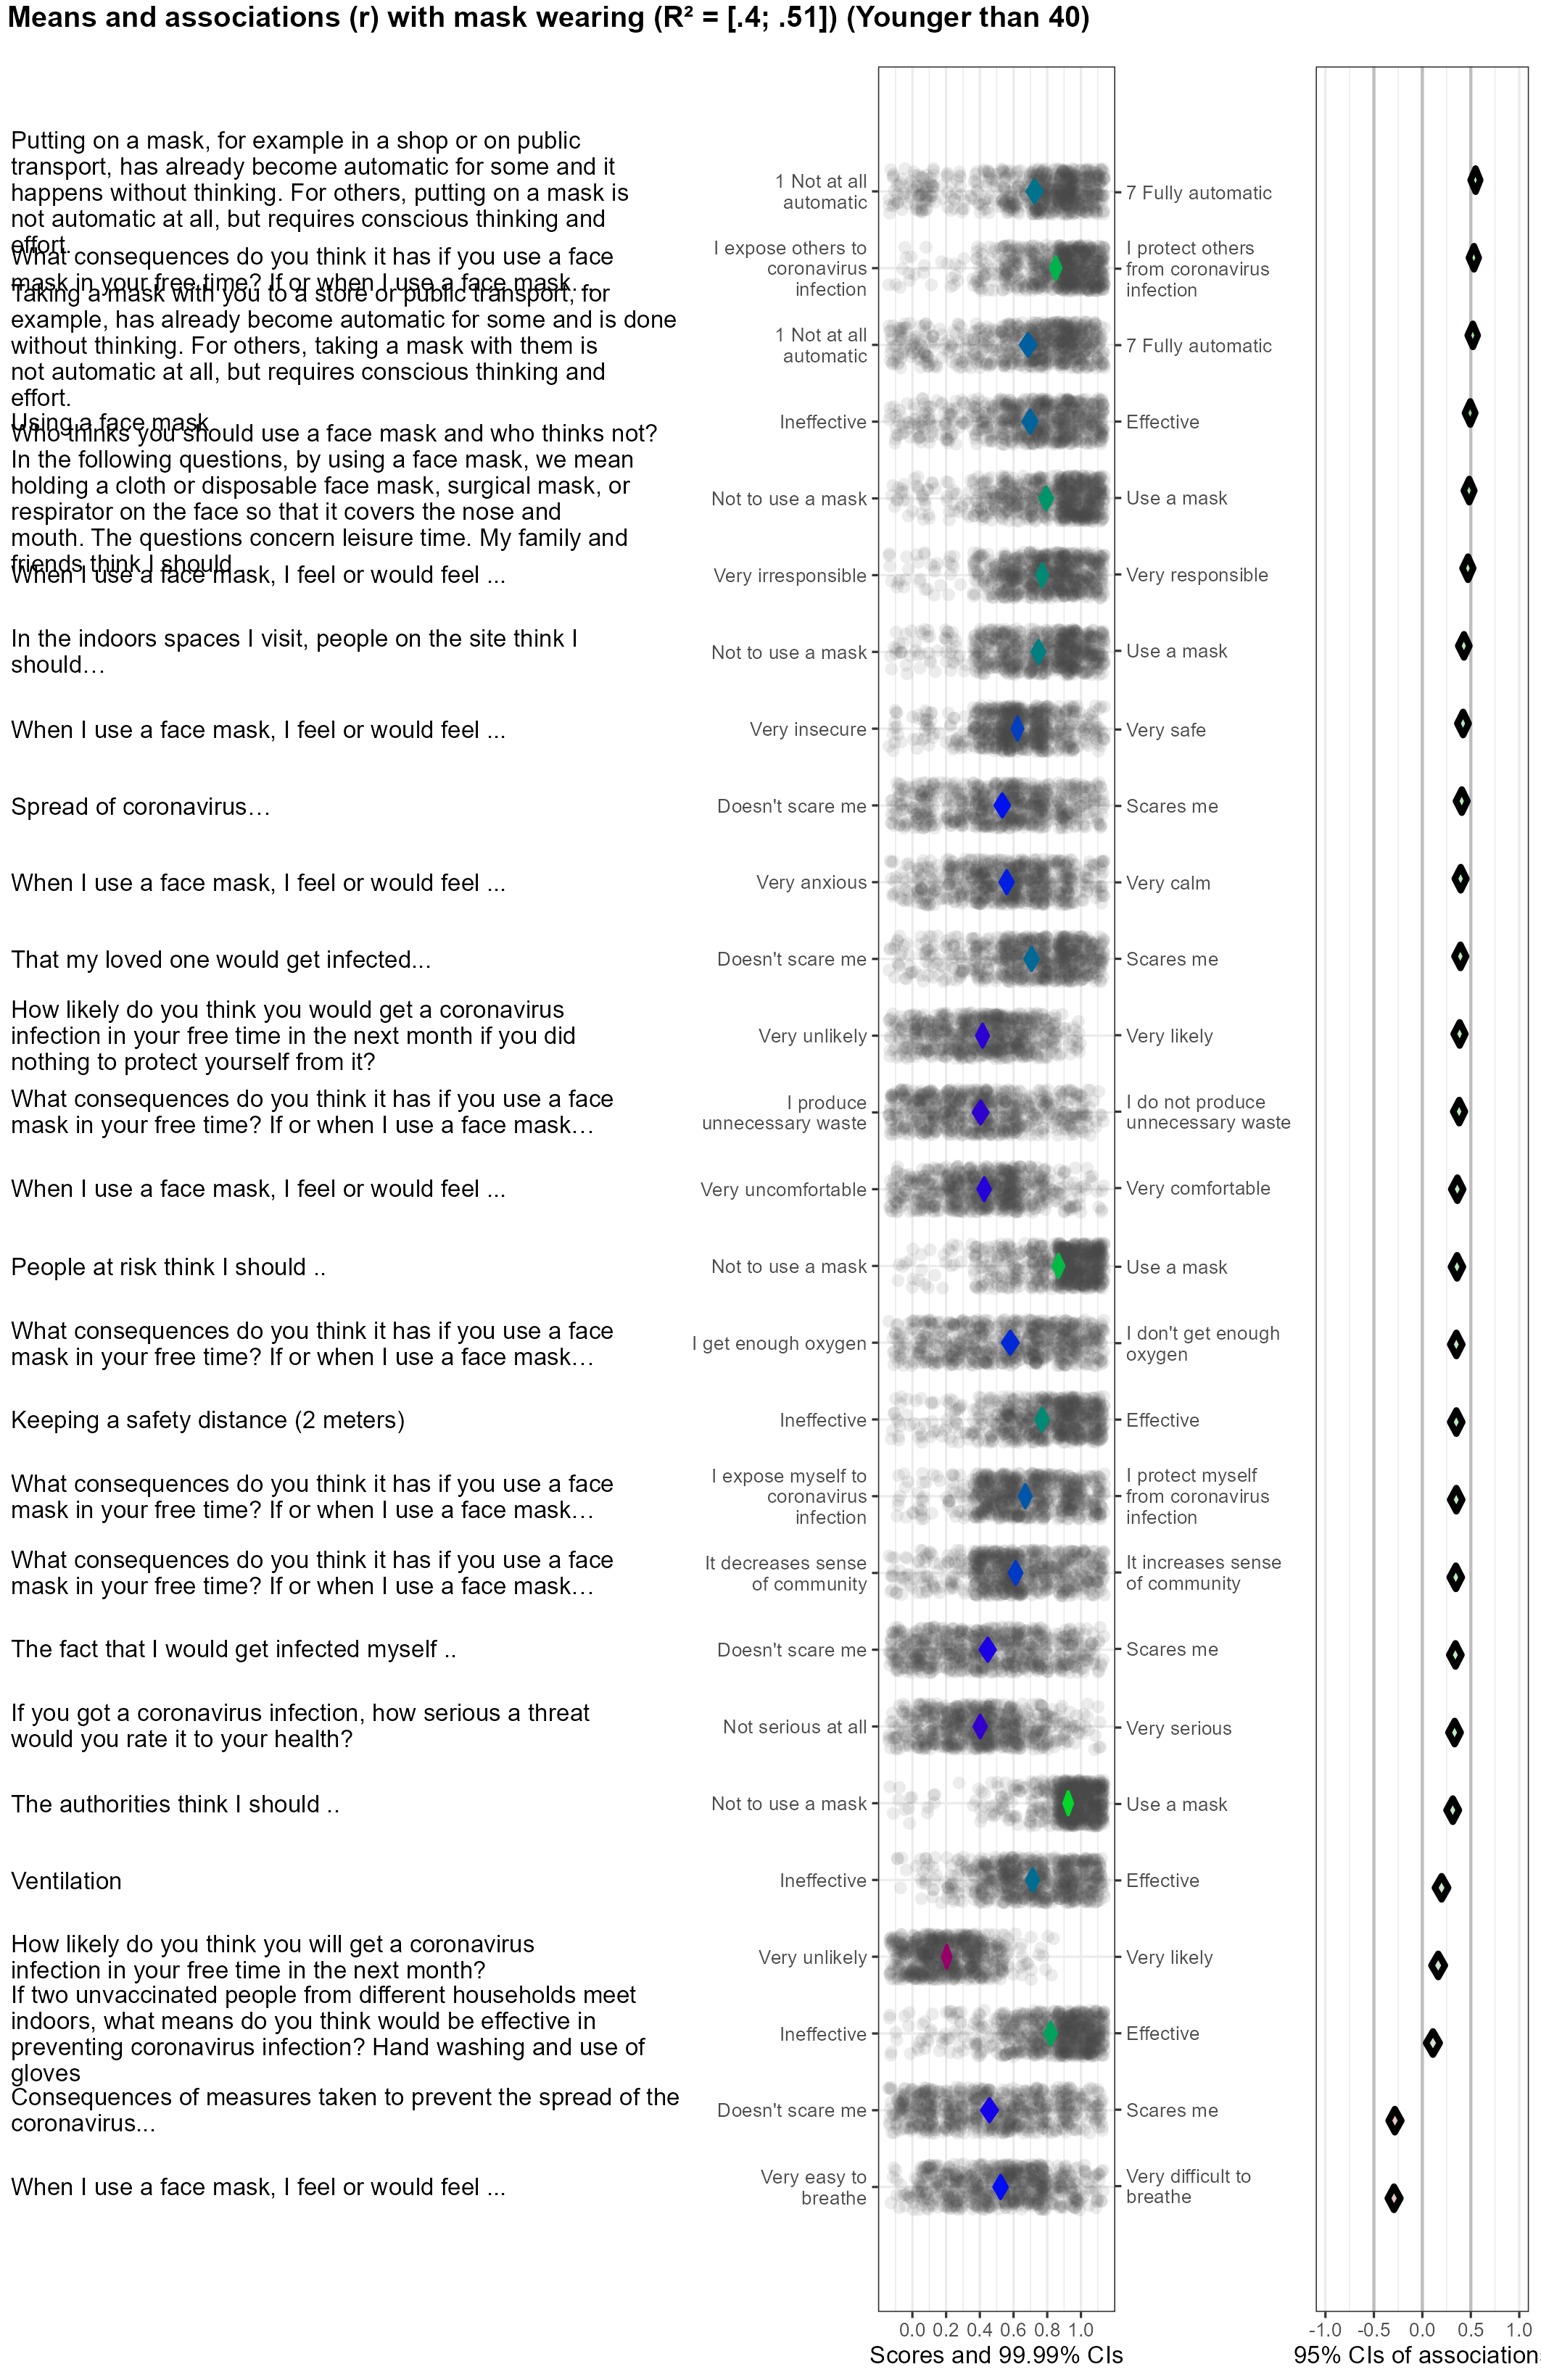 Means and associations (r) with mask wearing (R² = [.4; .51]) (Younger than 40)
Putting on a mask, for example in a shop or on public
transport, has already become automatic for some and it
happens without thinking. For others, putting on a mask is
not automatic at all, but requires conscious thinking and
effort.
1 Not at all
automatic
7 Fully automatic
What consequences do you think it has if you use a face
mask in your free time? If or when I use a face mask…
I expose others to
coronavirus
infection
I protect others
from coronavirus
infection
Taking a mask with you to a store or public transport, for
example, has already become automatic for some and is done
without thinking. For others, taking a mask with them is
not automatic at all, but requires conscious thinking and
effort.
1 Not at all
automatic
7 Fully automatic
Using a face mask
Ineffective
Effective
Who thinks you should use a face mask and who thinks not?
In the following questions, by using a face mask, we mean
holding a cloth or disposable face mask, surgical mask, or
respirator on the face so that it covers the nose and
mouth. The questions concern leisure time. My family and
friends think I should ..
Not to use a mask
Use a mask
When I use a face mask, I feel or would feel ...
Very irresponsible
Very responsible
In the indoors spaces I visit, people on the site think I
should…
Not to use a mask
Use a mask
When I use a face mask, I feel or would feel ...
Very insecure
Very safe
Spread of coronavirus…
Doesn't scare me
Scares me
When I use a face mask, I feel or would feel ...
Very anxious
Very calm
That my loved one would get infected...
Doesn't scare me
Scares me
How likely do you think you would get a coronavirus
infection in your free time in the next month if you did
nothing to protect yourself from it?
Very unlikely
Very likely
What consequences do you think it has if you use a face
mask in your free time? If or when I use a face mask…
I produce
unnecessary waste
I do not produce
unnecessary waste
When I use a face mask, I feel or would feel ...
Very uncomfortable
Very comfortable
People at risk think I should ..
Not to use a mask
Use a mask
What consequences do you think it has if you use a face
mask in your free time? If or when I use a face mask…
I get enough oxygen
I don't get enough
oxygen
Keeping a safety distance (2 meters)
Ineffective
Effective
What consequences do you think it has if you use a face
mask in your free time? If or when I use a face mask…
I expose myself to
coronavirus
infection
I protect myself
from coronavirus
infection
What consequences do you think it has if you use a face
mask in your free time? If or when I use a face mask…
It decreases sense
of community
It increases sense
of community
The fact that I would get infected myself ..
Doesn't scare me
Scares me
If you got a coronavirus infection, how serious a threat
would you rate it to your health?
Not serious at all
Very serious
The authorities think I should ..
Not to use a mask
Use a mask
Ventilation
Ineffective
Effective
How likely do you think you will get a coronavirus
infection in your free time in the next month?
Very unlikely
Very likely
If two unvaccinated people from different households meet
indoors, what means do you think would be effective in
preventing coronavirus infection? Hand washing and use of
gloves
Ineffective
Effective
Consequences of measures taken to prevent the spread of the
coronavirus...
Doesn't scare me
Scares me
When I use a face mask, I feel or would feel ...
Very easy to
breathe
Very difficult to
breathe
0.0 0.2 0.4 0.6 0.8 1.0
Scores and 99.99% CIs
-1.0 -0.5 0.0 0.5 1.0
95% CIs of association